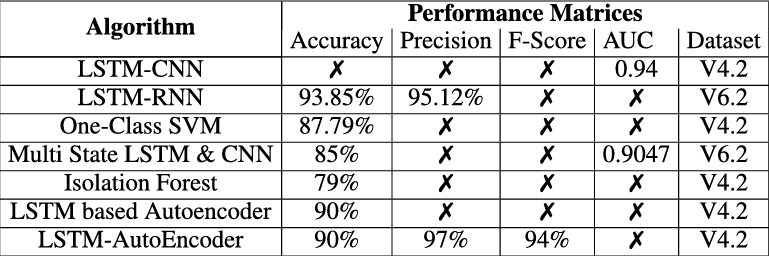 Algorithm Performance Matrices
Accuracy Precision F-Score AUC Dataset
LSTM-CNN ✗ ✗ ✗ 0.94 V4.2
LSTM-RNN 93.85% 95.12% ✗ ✗ V6.2
One-Class SVM 87.79% ✗ ✗ ✗ V4.2
Multi State LSTM & CNN 85% ✗ ✗ 0.9047 V6.2
Isolation Forest 79% ✗ ✗ ✗ V4.2
LSTM based Autoencoder 90% ✗ ✗ ✗ V4.2
LSTM-AutoEncoder 90% 97% 94% ✗ V4.2